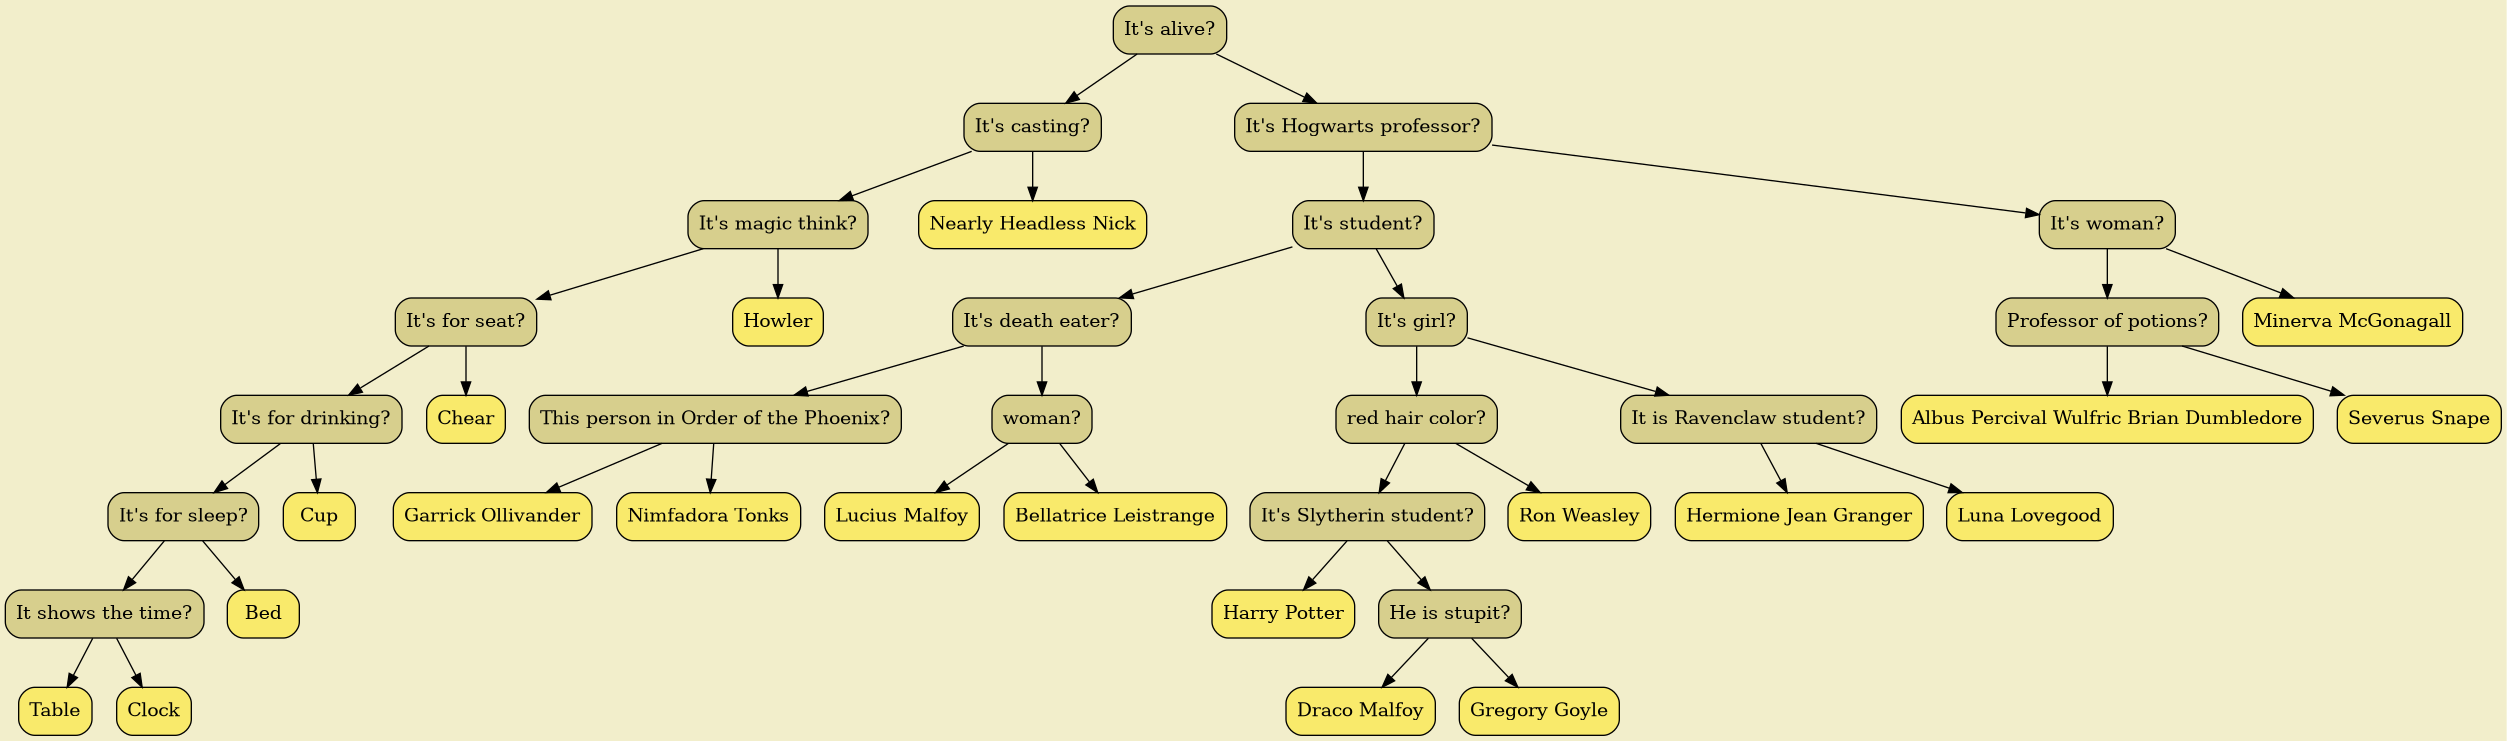 It's alive?
It's casting?
It's Hogwarts professor?
It's magic think?
Nearly Headless Nick
It's student?
It's woman?
It's for seat?
Howler
It's death eater?
It's girl?
Professor of potions?
Minerva McGonagall
It's for drinking?
Chear
This person in Order of the Phoenix?
woman?
red hair color?
It is Ravenclaw student?
Albus Percival Wulfric Brian Dumbledore
Severus Snape
It's for sleep?
Cup
Garrick Ollivander
Nimfadora Tonks
Lucius Malfoy
Bellatrice Leistrange
It's Slytherin student?
Ron Weasley
Hermione Jean Granger
Luna Lovegood
It shows the time?
Bed
Harry Potter
He is stupit?
Table
Clock
Draco Malfoy
Gregory Goyle